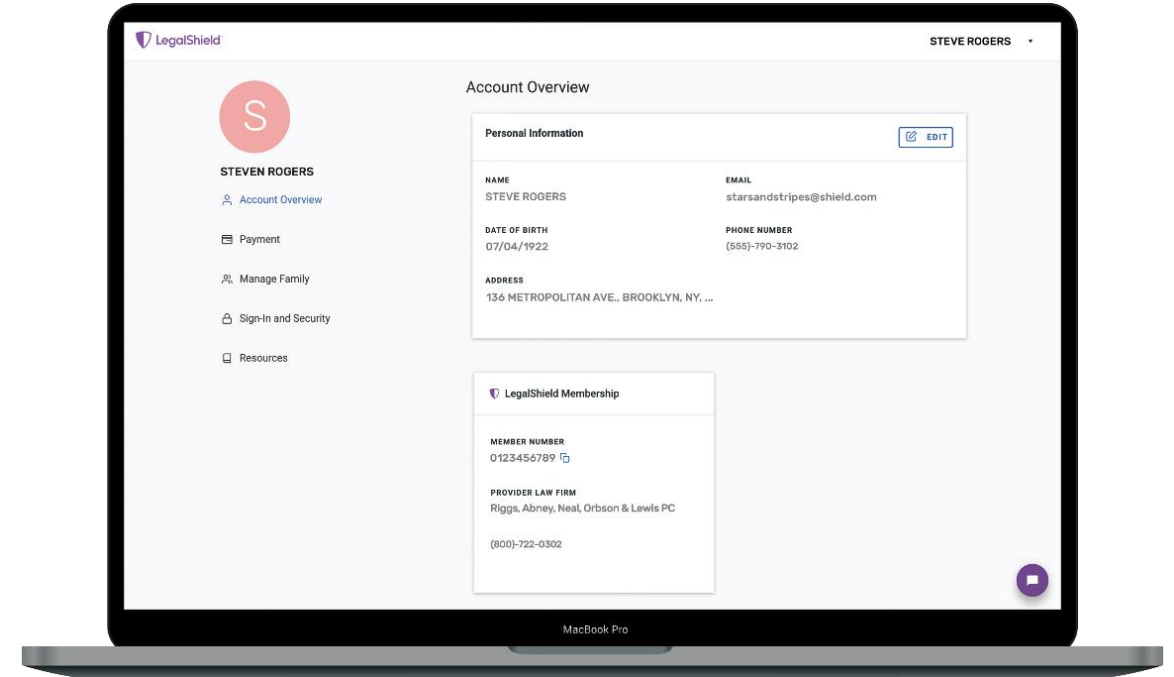 LegalShield
STEVE ROGERS
S
STEVEN ROGERS
Account Overview
Payment
Manage Family
Sign-In and Security
Resources
Account Overview
Personal Information
EDIT
NAME
STEVE ROGERS
EMAIL
starsandstripes@shield.com
DATE OF BIRTH
07/04/1922
PHONE NUMBER
(555)-790-3102
ADDRESS
136 METROPOLITAN AVE., BROOKLYN, NY, ...
LegalShield Membership
MEMBER NUMBER
0123456789
PROVIDER LAW FIRM
Riggs, Abney, Neal, Orbson & Lewis PC
(800)-722-0302
MacBook Pro